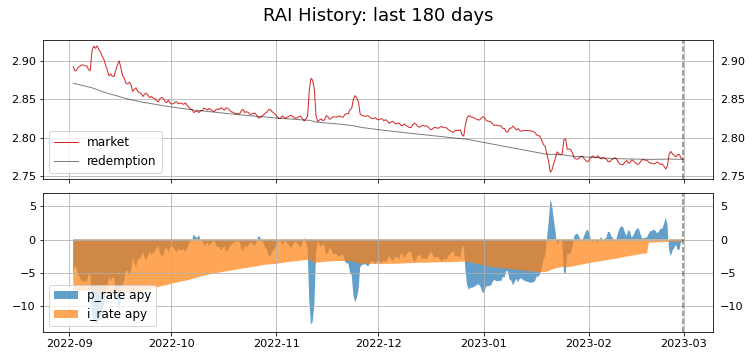 RAI History: last 180 days
2.90
2.85
2.80
2.75
2.90
2.85
2.80
2.75
market
redemption
5
0
−5
−10
5
0
−5
−10
p_rate apy
i_rate apy
2022-09 2022-10 2022-11 2022-12 2023-01 2023-02 2023-03